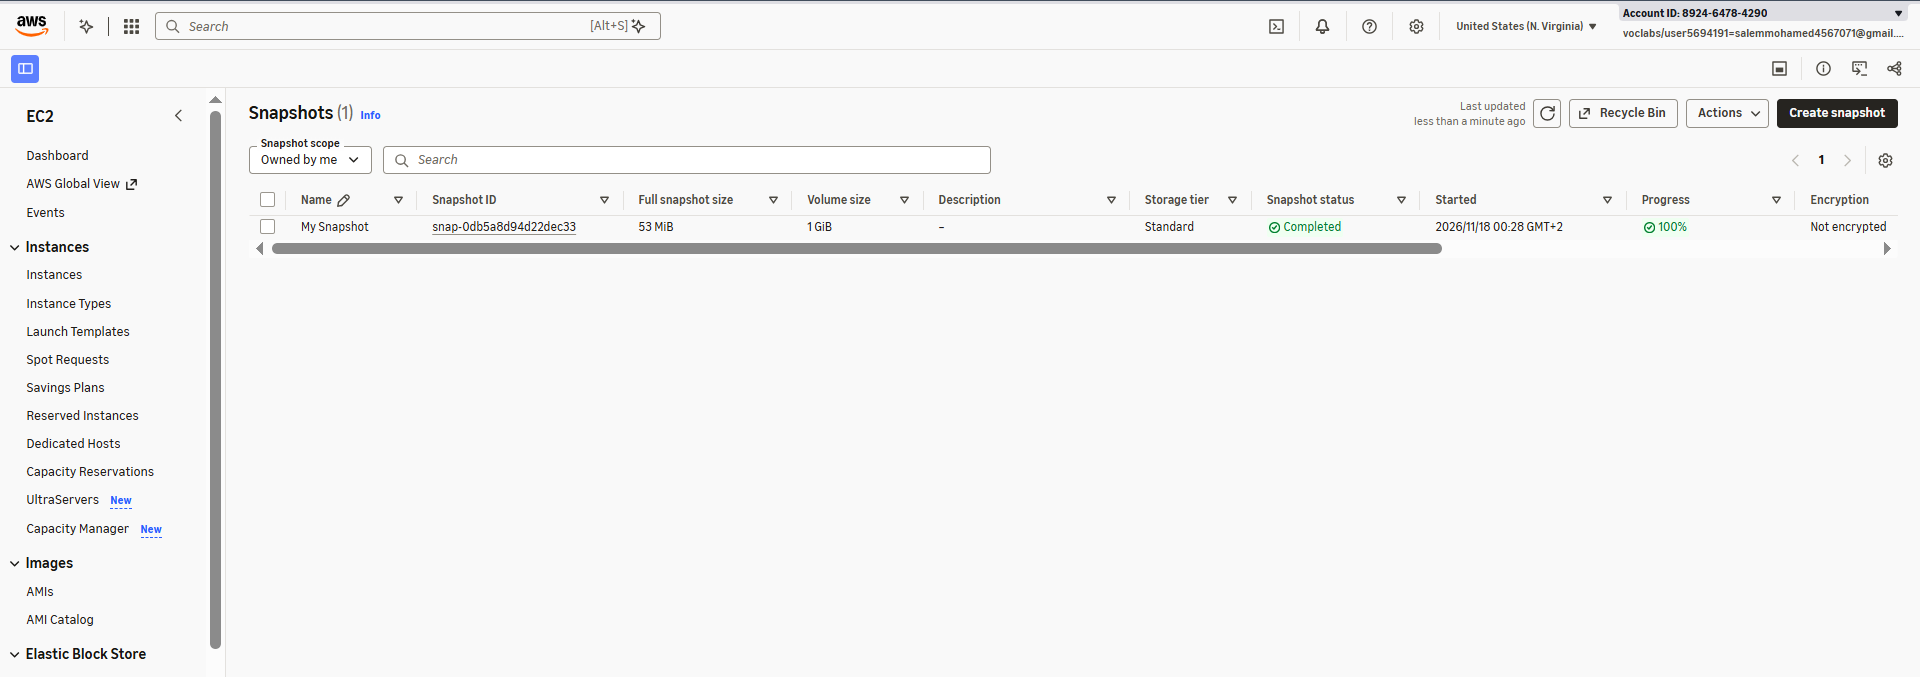 aws
Search [Alt+S]
United States (N. Virginia)
Account ID: 8924-6478-4290
voclabs/user5694191=salemmohamed4567071@gmail....
EC2
Dashboard
AWS Global View
Events
Instances
Instances
Instance Types
Launch Templates
Spot Requests
Savings Plans
Reserved Instances
Dedicated Hosts
Capacity Reservations
UltraServers New
Capacity Manager New
Images
AMIs
AMI Catalog
Elastic Block Store
Snapshots (1) Info
Last updated
less than a minute ago
Recycle Bin
Actions
Create snapshot
Snapshot scope
Owned by me
Search
1
Name Snapshot ID Full snapshot size Volume size Description Storage tier Snapshot status Started Progress Encryption
My Snapshot snap-0db5a8d94d22dec33 53 MiB 1 GiB – Standard Completed 2026/11/18 00:28 GMT+2 100% Not encrypted